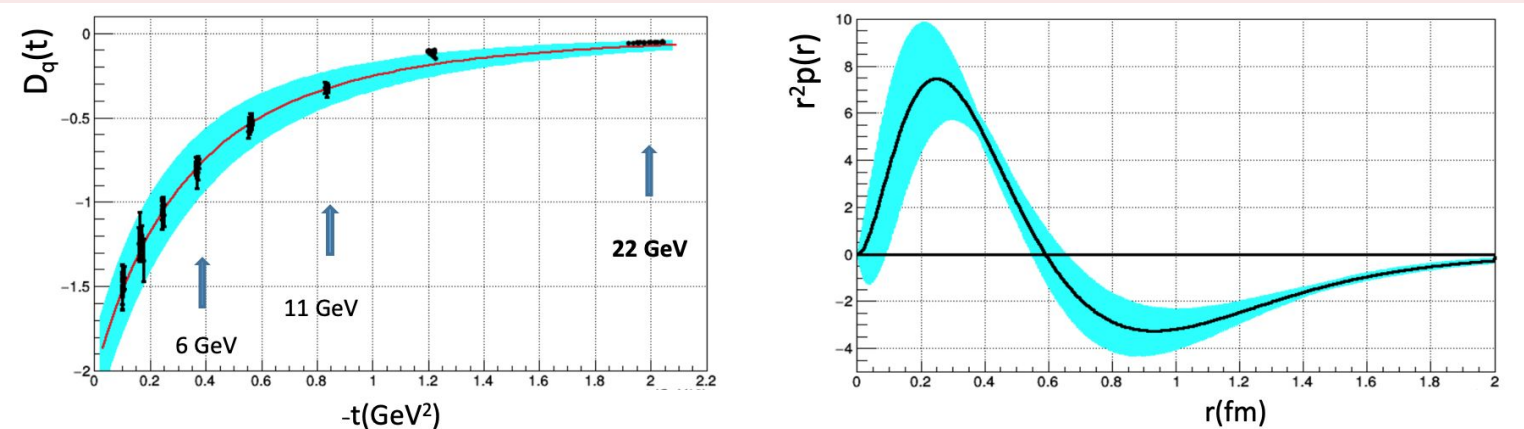 D_q(t)
0
−0.5
−1
−1.5
−2
0 0.2 0.4 0.6 0.8 1 1.2 1.4 1.6 1.8 2 2.2
6 GeV
11 GeV
22 GeV
-t(GeV²)
r²p(r)
10
8
6
4
2
0
−2
−4
0 0.2 0.4 0.6 0.8 1 1.2 1.4 1.6 1.8 2
r(fm)